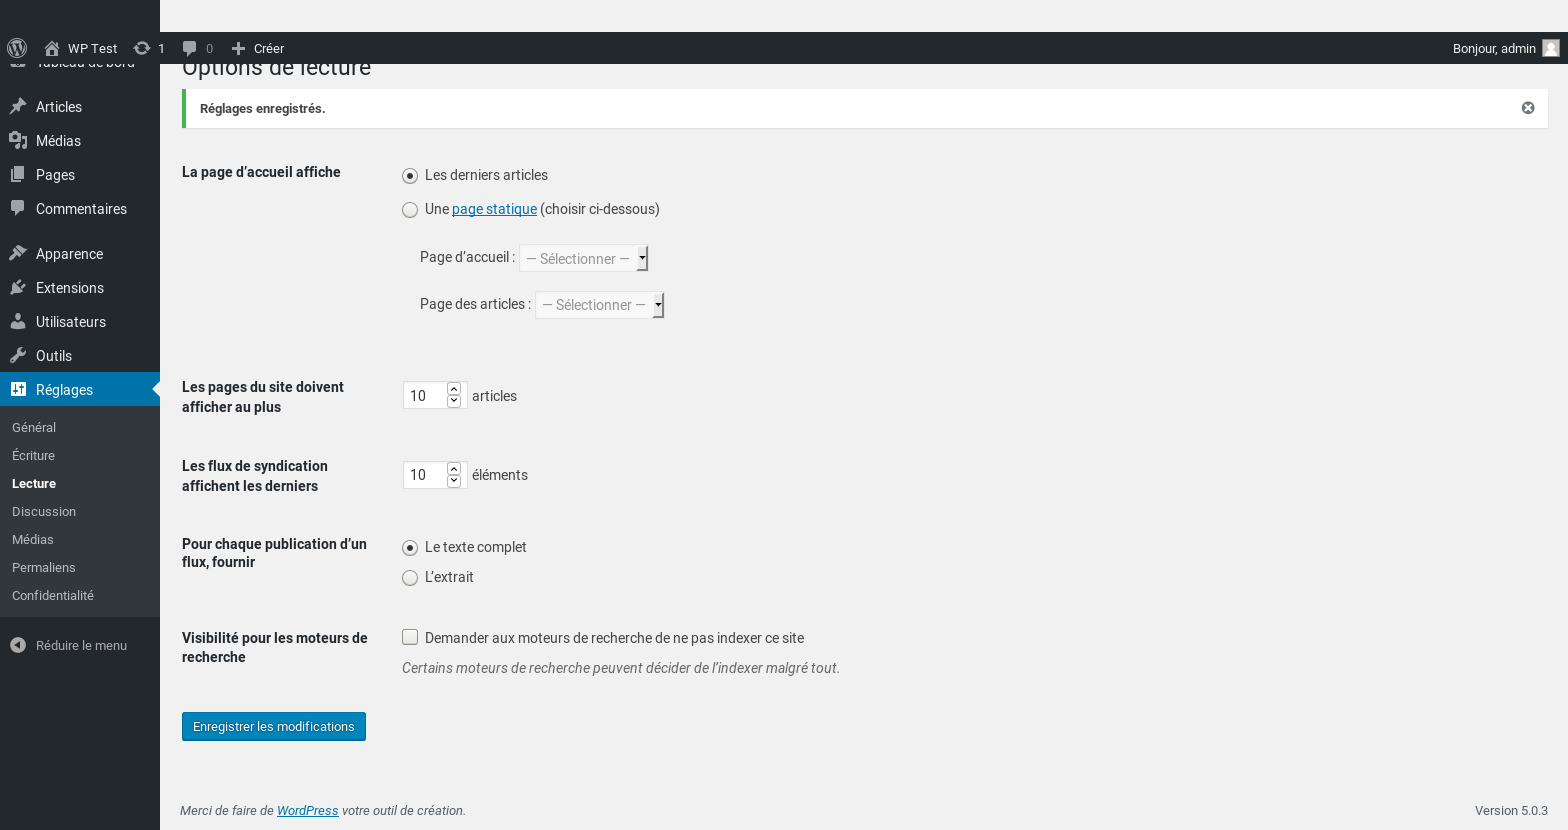 WP Test
1
0
Créer
Bonjour, admin
Tableau de bord
Articles
Médias
Pages
Commentaires
Apparence
Extensions
Utilisateurs
Outils
Réglages
Général
Écriture
Lecture
Discussion
Médias
Permaliens
Confidentialité
Réduire le menu
Options de lecture
Réglages enregistrés.
La page d’accueil affiche
Les derniers articles
Une page statique (choisir ci-dessous)
Page d’accueil : — Sélectionner —
Page des articles : — Sélectionner —
Les pages du site doivent
afficher au plus
10 articles
Les flux de syndication
affichent les derniers
10 éléments
Pour chaque publication d’un
flux, fournir
Le texte complet
L’extrait
Visibilité pour les moteurs de
recherche
Demander aux moteurs de recherche de ne pas indexer ce site
Certains moteurs de recherche peuvent décider de l’indexer malgré tout.
Enregistrer les modifications
Merci de faire de WordPress votre outil de création.
Version 5.0.3